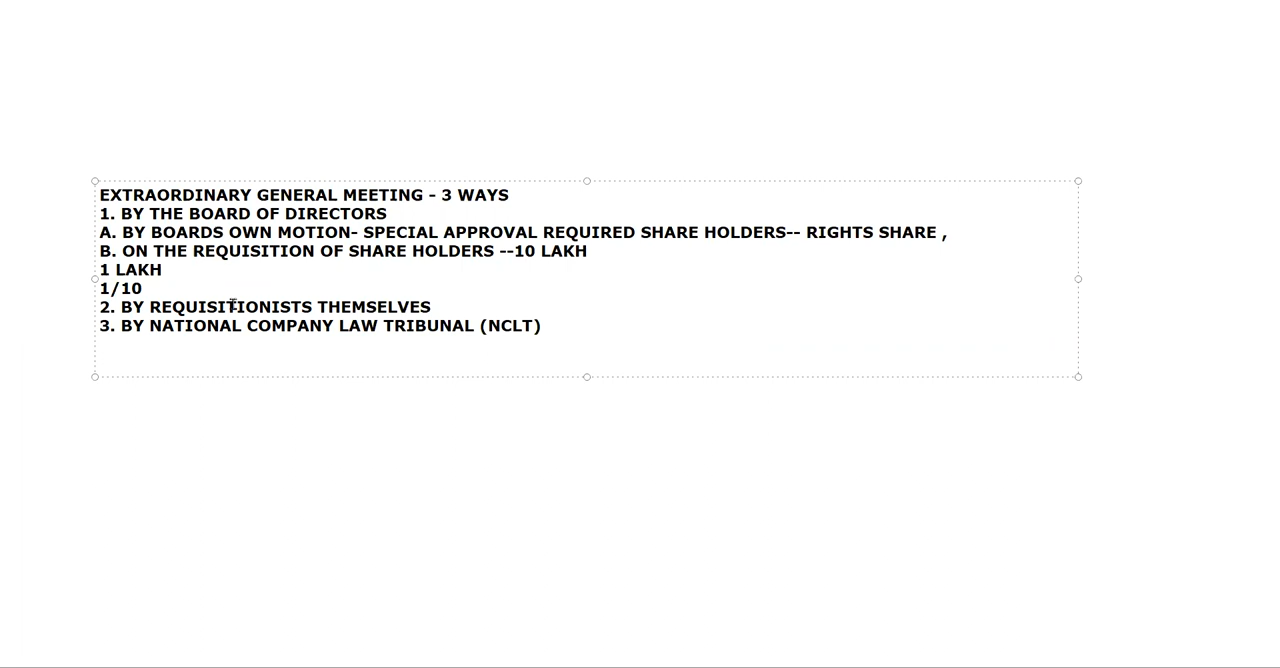 EXTRAORDINARY GENERAL MEETING - 3 WAYS
1. BY THE BOARD OF DIRECTORS
A. BY BOARDS OWN MOTION- SPECIAL APPROVAL REQUIRED SHARE HOLDERS-- RIGHTS SHARE ,
B. ON THE REQUISITION OF SHARE HOLDERS --10 LAKH
1 LAKH
1/10
2. BY REQUISITIONISTS THEMSELVES
3. BY NATIONAL COMPANY LAW TRIBUNAL (NCLT)